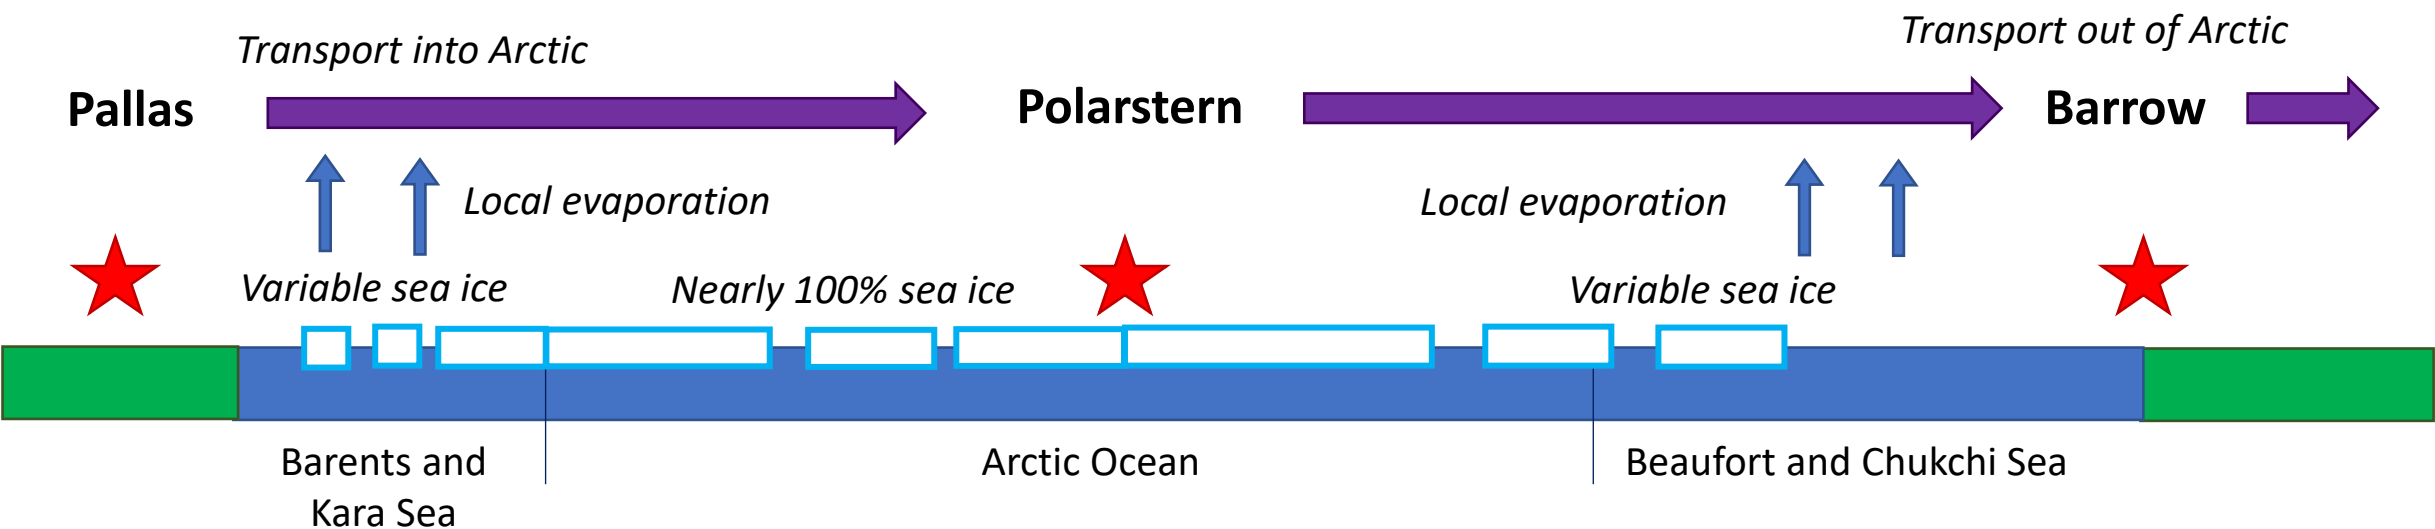 Transport into Arctic
Transport out of Arctic
Pallas
Polarstern
Barrow
Local evaporation
Local evaporation
Variable sea ice
Nearly 100% sea ice
Variable sea ice
Barents and
Kara Sea
Arctic Ocean
Beaufort and Chukchi Sea